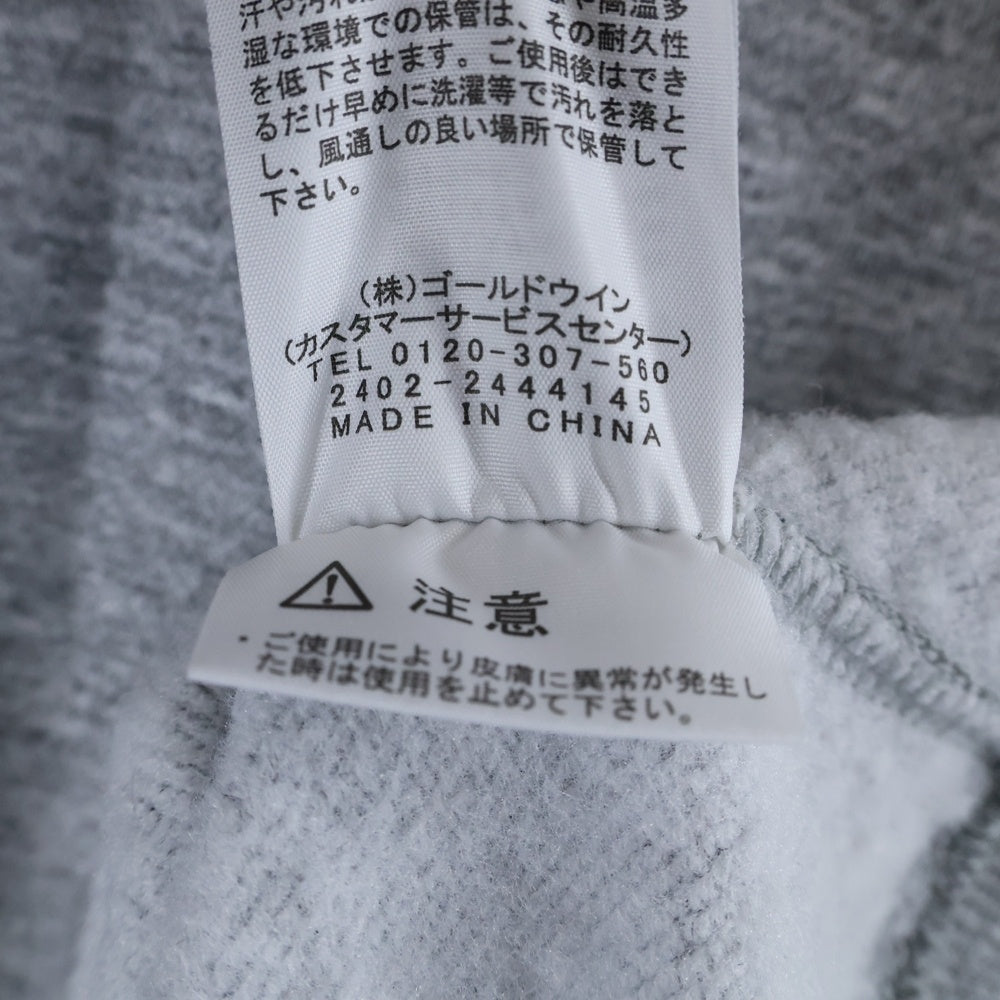 汗や汚れ
高温多
湿な環境での保管は、その耐久性
を低下させます。ご使用後はでき
るだけ早めに洗濯等で汚れを落と
し、風通しの良い場所で保管して
下さい。
(株)ゴールドウイン
(カスタマーサービスセンター)
TEL 0120-307-560
2402-2444145
MADE IN CHINA
注意
・ご使用により皮膚に異常が発生し
た時は使用を止めて下さい。